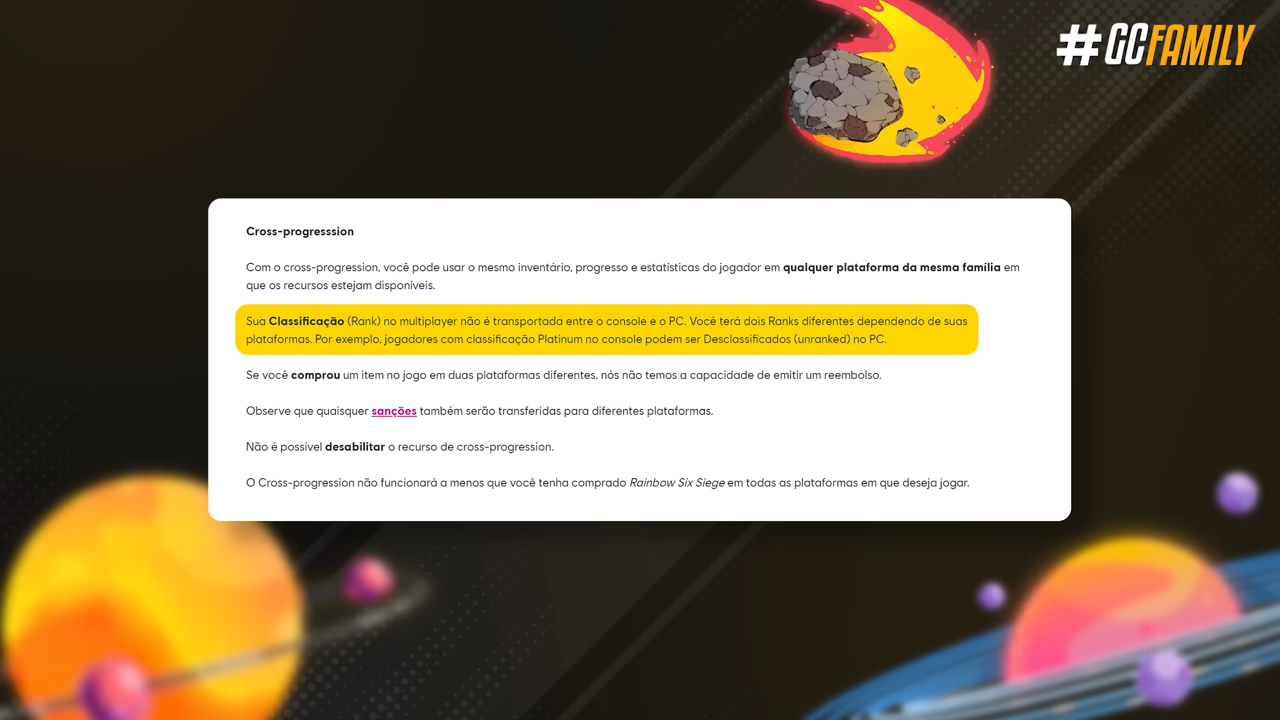 #GCFAMILY
Cross-progresssion
Com o cross-progression, você pode usar o mesmo inventário, progresso e estatísticas do jogador em qualquer plataforma da mesma família em
que os recursos estejam disponíveis.
Sua Classificação (Rank) no multiplayer não é transportada entre o console e o PC. Você terá dois Ranks diferentes dependendo de suas
plataformas. Por exemplo, jogadores com classificação Platinum no console podem ser Desclassificados (unranked) no PC.
Se você comprou um item no jogo em duas plataformas diferentes, nós não temos a capacidade de emitir um reembolso.
Observe que quaisquer sanções também serão transferidas para diferentes plataformas.
Não é possível desabilitar o recurso de cross-progression.
O Cross-progression não funcionará a menos que você tenha comprado Rainbow Six Siege em todas as plataformas em que deseja jogar.